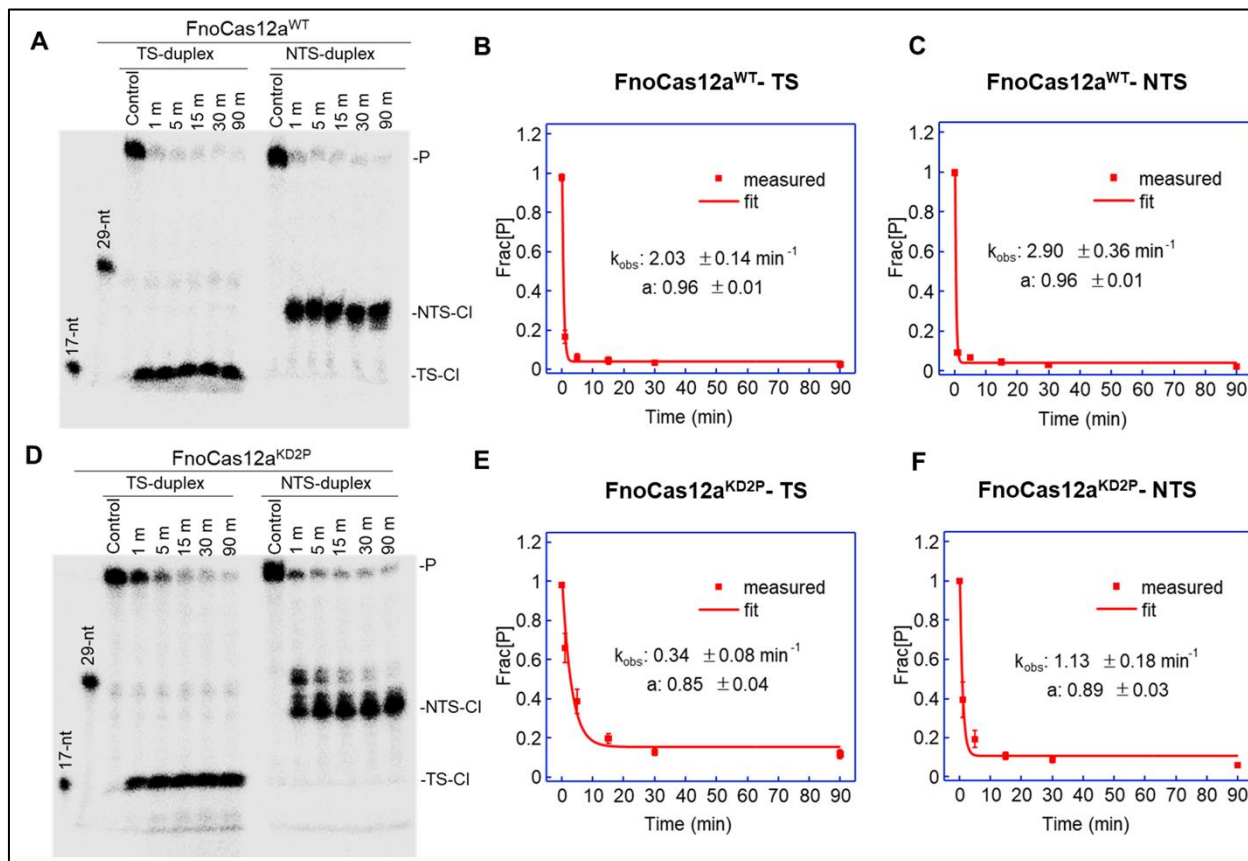 A
FnoCas12a^WT
TS-duplex NTS-duplex
Control 1 m 5 m 15 m 30 m 90 m Control 1 m 5 m 15 m 30 m 90 m
-P
29-nt
-NTS-Cl
17-nt
-TS-Cl
B
FnoCas12a^WT- TS
Frac[P]
1.2
1
0.8
0.6
0.4
0.2
0
measured
fit
k_obs: 2.03 ±0.14 min^-1
a: 0.96 ±0.01
0 10 20 30 40 50 60 70 80 90
Time (min)
C
FnoCas12a^WT- NTS
Frac[P]
1.2
1
0.8
0.6
0.4
0.2
0
measured
fit
k_obs: 2.90 ±0.36 min^-1
a: 0.96 ±0.01
0 10 20 30 40 50 60 70 80 90
Time (min)
D
FnoCas12a^KD2P
TS-duplex NTS-duplex
Control 1 m 5 m 15 m 30 m 90 m Control 1 m 5 m 15 m 30 m 90 m
-P
29-nt
-NTS-Cl
17-nt
-TS-Cl
E
FnoCas12a^KD2P- TS
Frac[P]
1.2
1
0.8
0.6
0.4
0.2
0
measured
fit
k_obs: 0.34 ±0.08 min^-1
a: 0.85 ±0.04
0 10 20 30 40 50 60 70 80 90
Time (min)
F
FnoCas12a^KD2P- NTS
Frac[P]
1.2
1
0.8
0.6
0.4
0.2
0
measured
fit
k_obs: 1.13 ±0.18 min^-1
a: 0.89 ±0.03
0 10 20 30 40 50 60 70 80 90
Time (min)